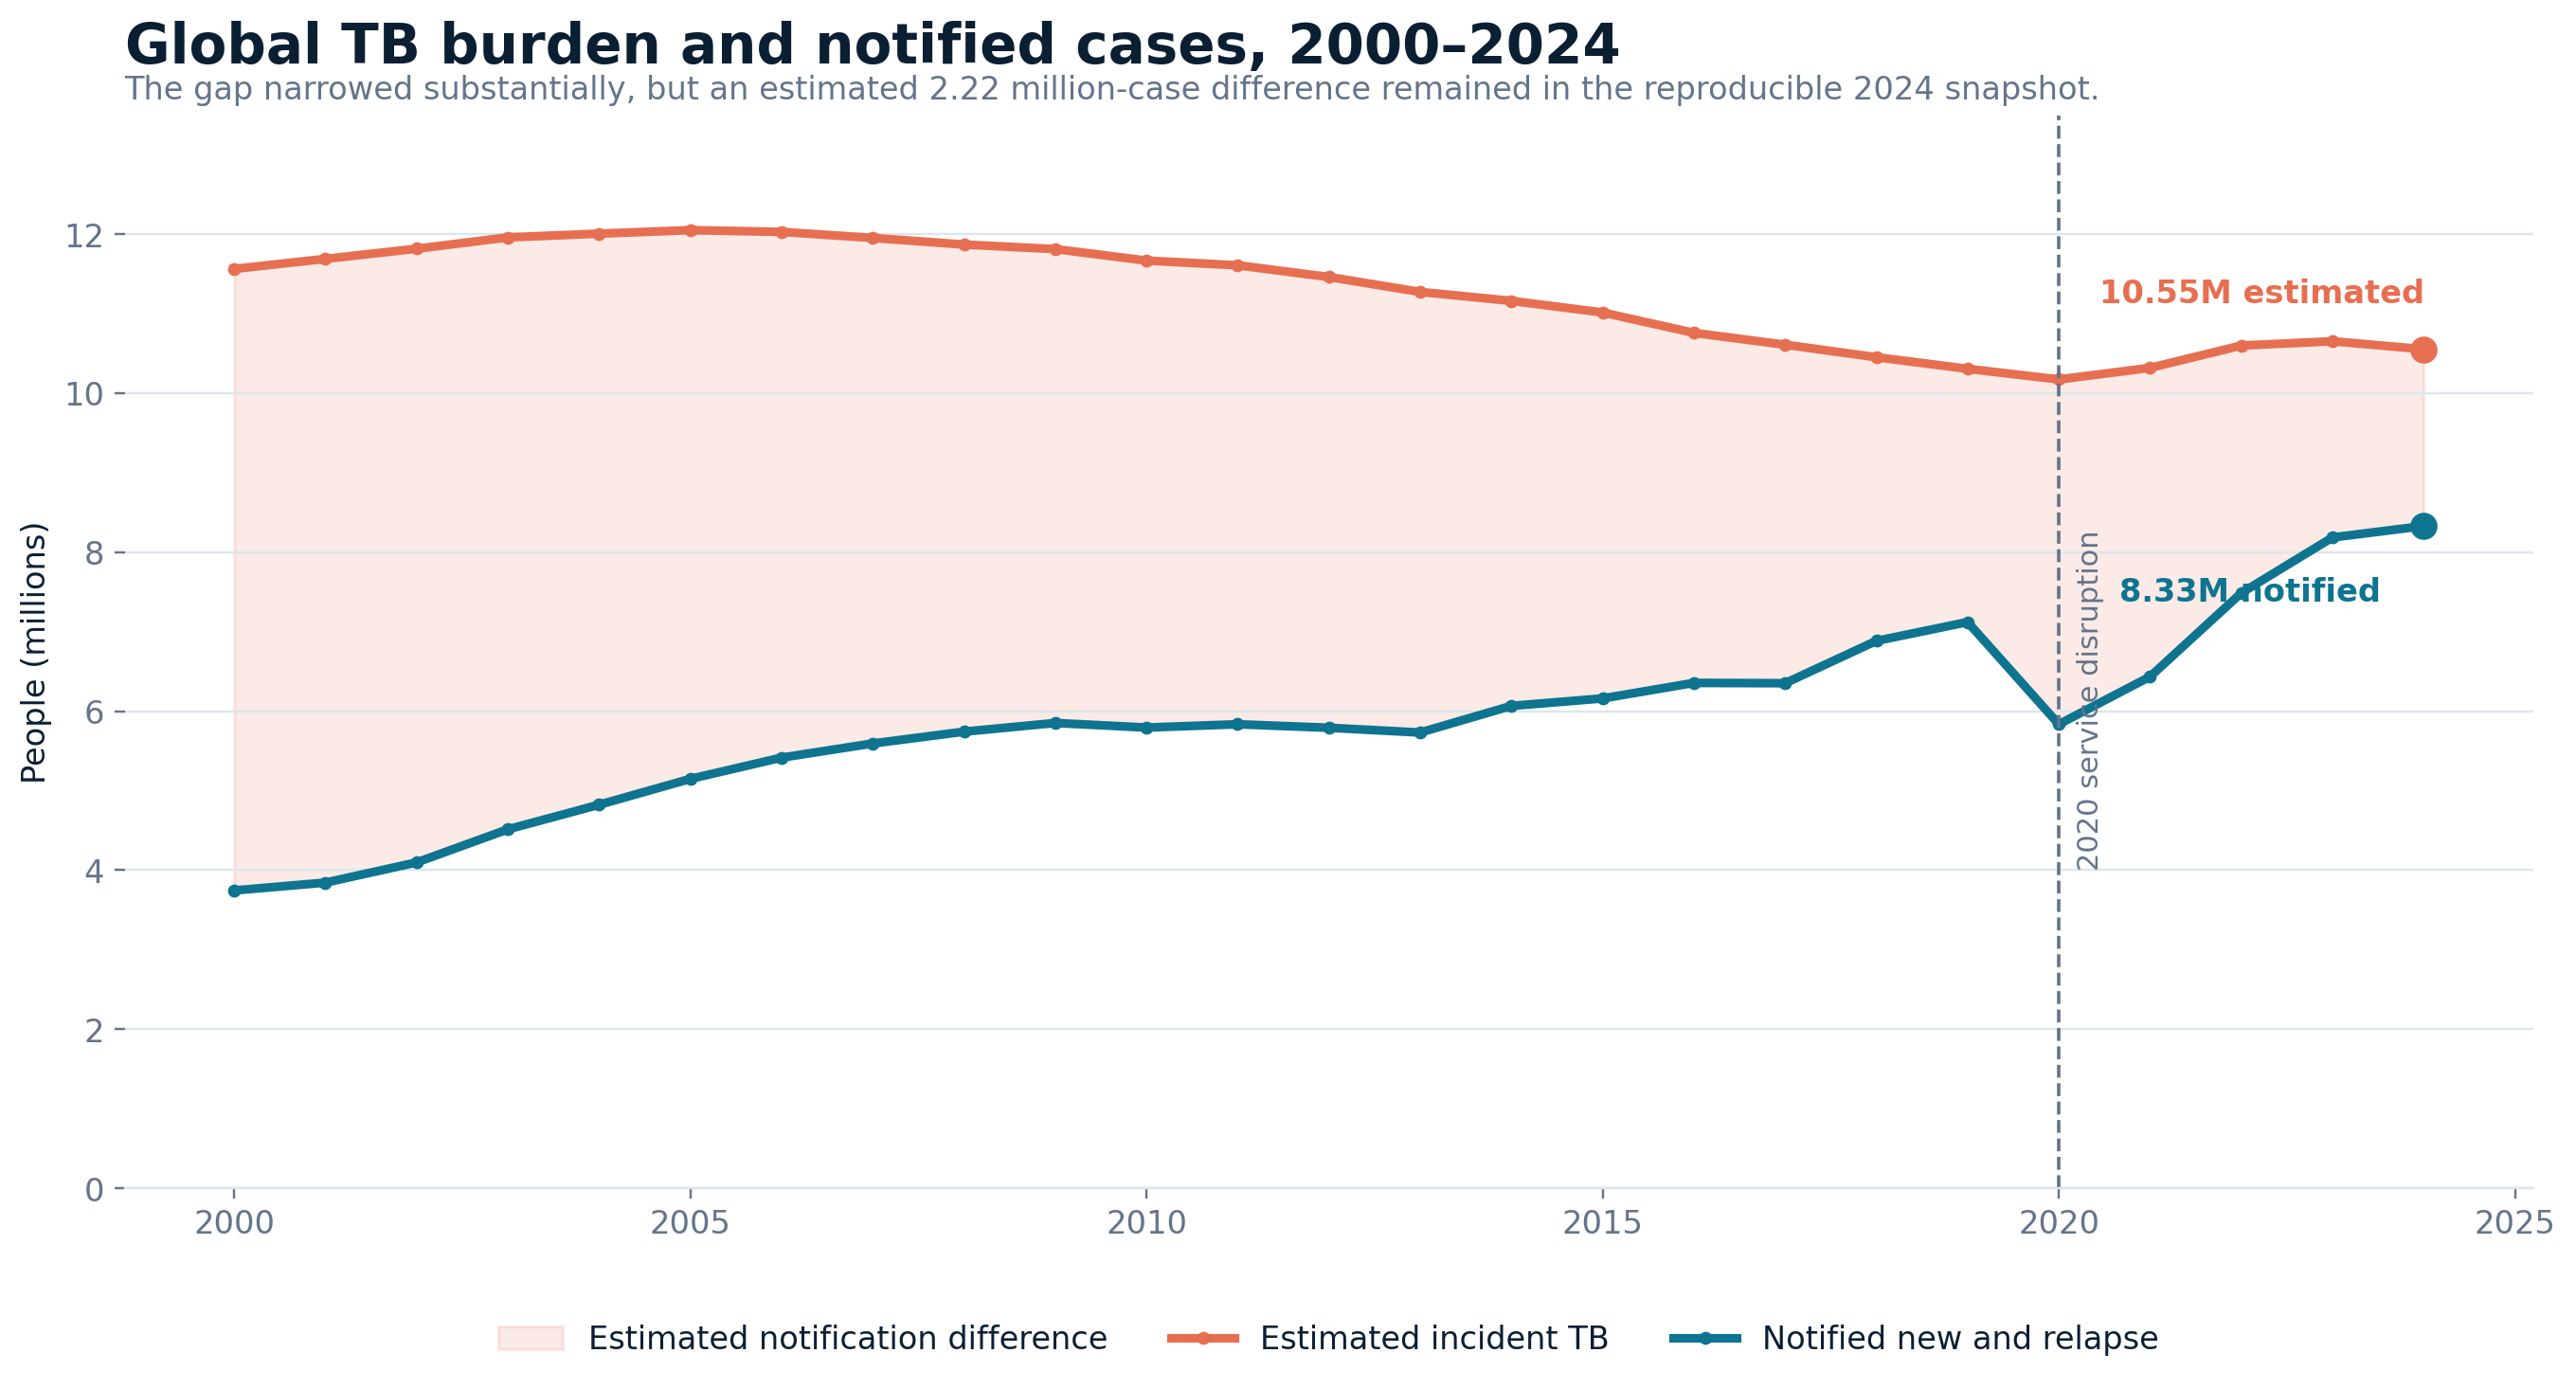 Global TB burden and notified cases, 2000–2024
The gap narrowed substantially, but an estimated 2.22 million-case difference remained in the reproducible 2024 snapshot.
People (millions)
12
10
8
6
4
2
0
10.55M estimated
8.33M notified
2020 service disruption
2000 2005 2010 2015 2020 2025
Estimated notification difference Estimated incident TB Notified new and relapse